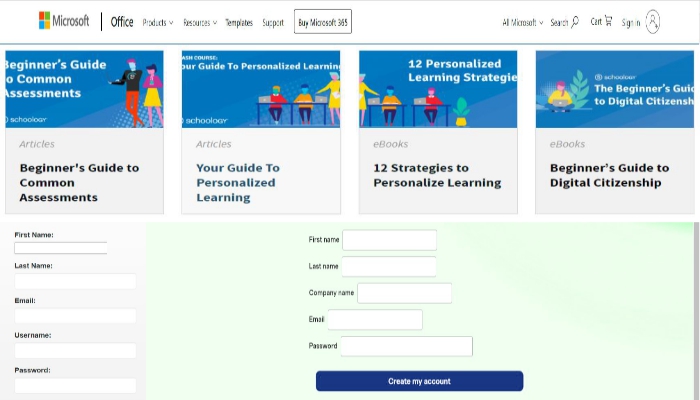 Microsoft Office Products Resources Templates Support Buy Microsoft 365 All Microsoft Search Cart Sign in
Beginner's Guide
to Common
Assessments
schoology
ASH COURSE:
our Guide To Personalized Learning
schoology
12 Personalized
Learning Strategie
schoology
The Beginner's Guid
to Digital Citizensh
Articles
Beginner's Guide to
Common
Assessments
Articles
Your Guide To
Personalized
Learning
eBooks
12 Strategies to
Personalize Learning
eBooks
Beginner's Guide to
Digital Citizenship
First Name:
Last Name:
Email:
Username:
Password:
First name
Last name
Company name
Email
Password
Create my account